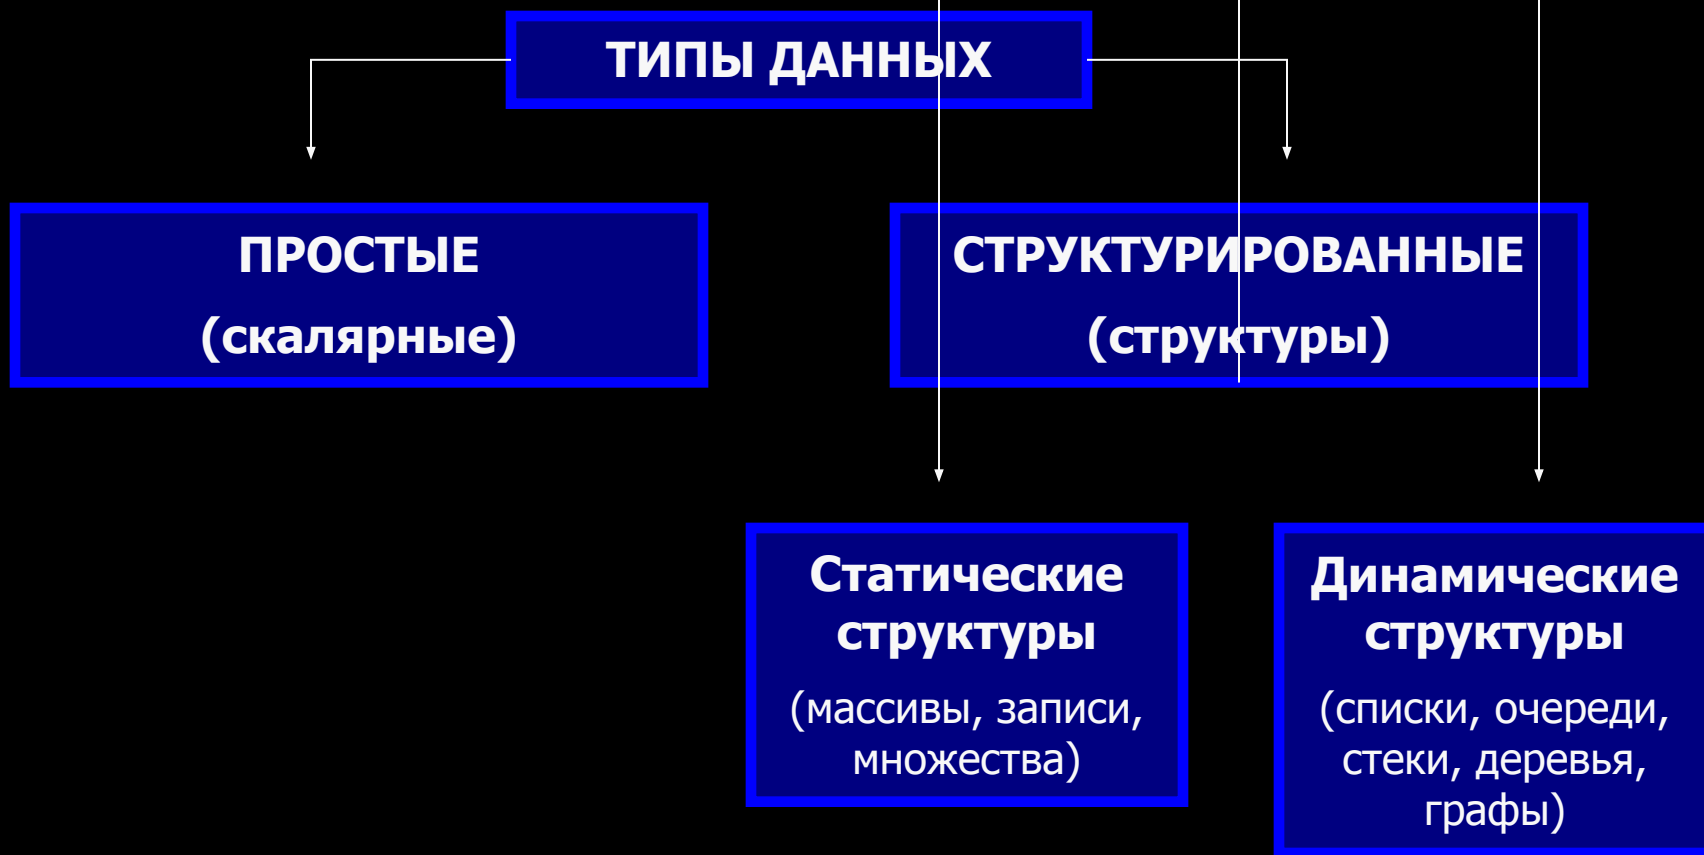 ТИПЫ ДАННЫХ
ПРОСТЫЕ
(скалярные)
СТРУКТУРИРОВАННЫЕ
(структуры)
Статические
структуры
(массивы, записи,
множества)
Динамические
структуры
(списки, очереди,
стеки, деревья,
графы)